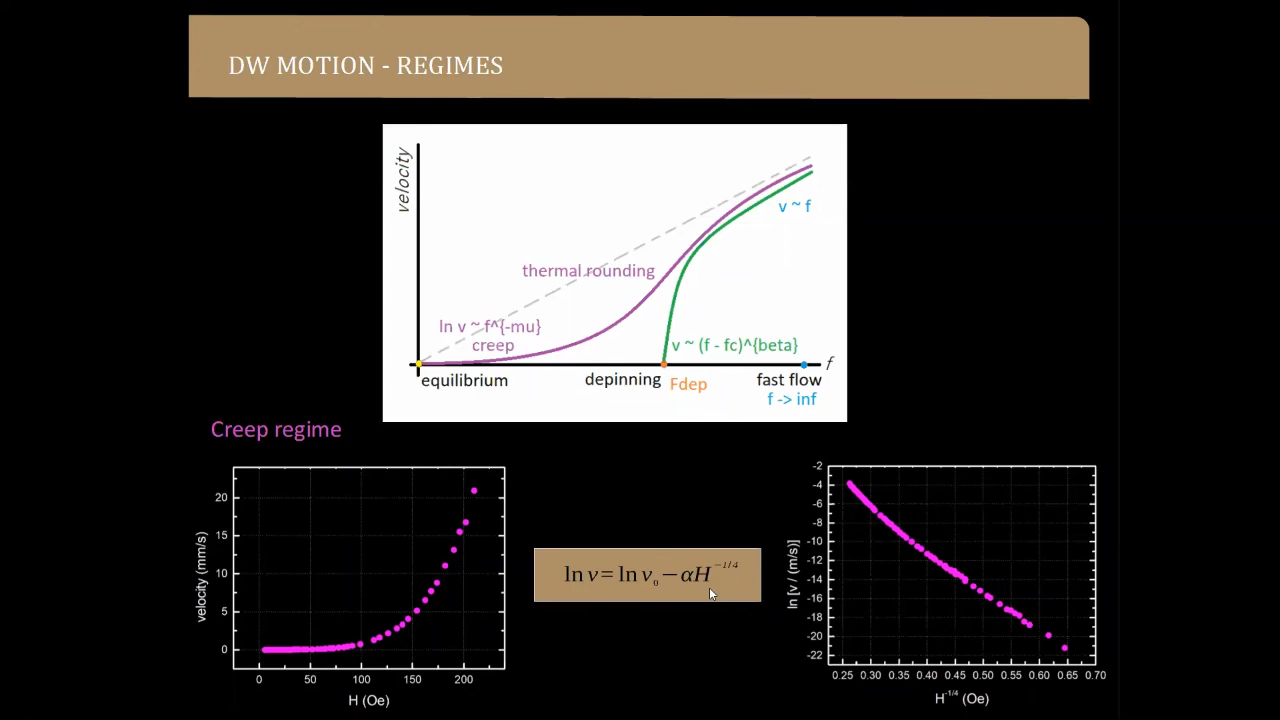 DW MOTION - REGIMES
velocity
v ~ f
thermal rounding
ln v ~ f^{-mu}
creep
v ~ (f - fc)^{beta}
f
equilibrium
depinning
Fdep
fast flow
f -> inf
Creep regime
velocity (mm/s)
20
15
10
5
0
0 50 100 150 200
H (Oe)
ln v = ln v₀ − αH⁻¹/⁴
ln [v / (m/s)]
-2
-4
-6
-8
-10
-12
-14
-16
-18
-20
-22
0.25 0.30 0.35 0.40 0.45 0.50 0.55 0.60 0.65 0.70
H⁻¹/⁴ (Oe)